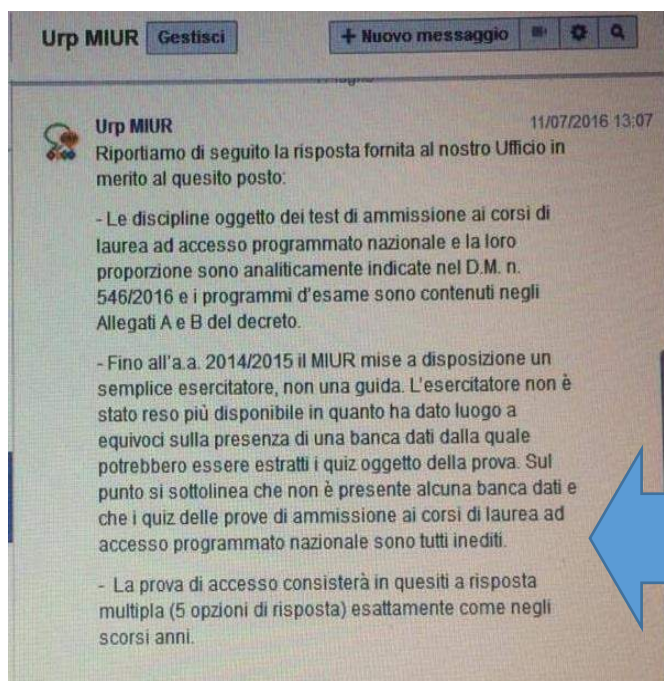 Urp MIUR Gestisci + Nuovo messaggio
Urp MIUR 11/07/2016 13:07
Riportiamo di seguito la risposta fornita al nostro Ufficio in
merito al quesito posto:
- Le discipline oggetto dei test di ammissione ai corsi di
laurea ad accesso programmato nazionale e la loro
proporzione sono analiticamente indicate nel D.M. n.
546/2016 e i programmi d'esame sono contenuti negli
Allegati A e B del decreto.
- Fino all'a.a. 2014/2015 il MIUR mise a disposizione un
semplice esercitatore, non una guida. L'esercitatore non è
stato reso più disponibile in quanto ha dato luogo a
equivoci sulla presenza di una banca dati dalla quale
potrebbero essere estratti i quiz oggetto della prova. Sul
punto si sottolinea che non è presente alcuna banca dati e
che i quiz delle prove di ammissione ai corsi di laurea ad
accesso programmato nazionale sono tutti inediti.
- La prova di accesso consisterà in quesiti a risposta
multipla (5 opzioni di risposta) esattamente come negli
scorsi anni.